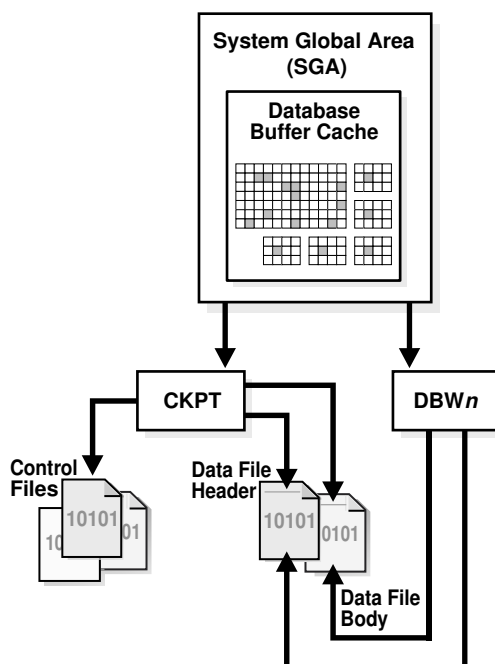 System Global Area
(SGA)
Database
Buffer Cache
CKPT
DBWn
Control
Files
Data File
Header
10101
10
01
10101
0101
Data File
Body